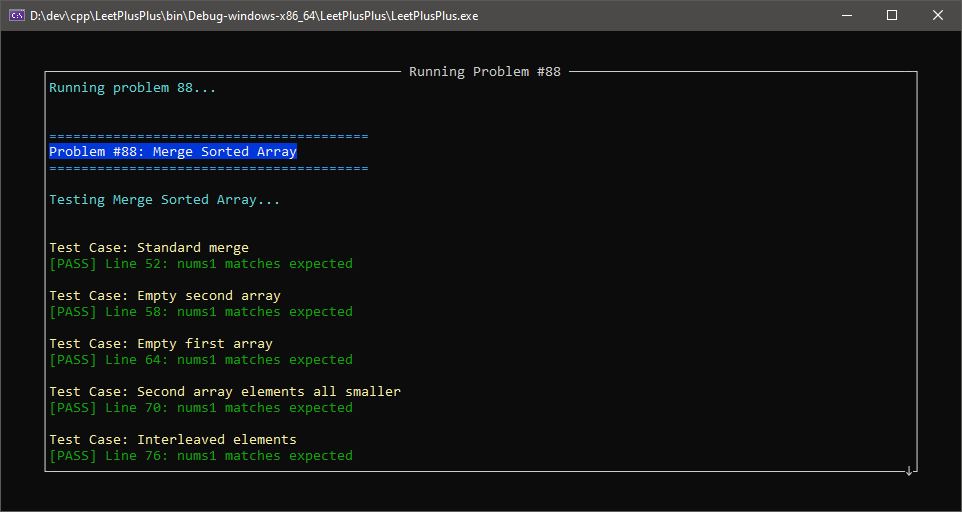 D:\dev\cpp\LeetPlusPlus\bin\Debug-windows-x86_64\LeetPlusPlus\LeetPlusPlus.exe
Running Problem #88
Running problem 88...
========================================
Problem #88: Merge Sorted Array
========================================
Testing Merge Sorted Array...
Test Case: Standard merge
[PASS] Line 52: nums1 matches expected
Test Case: Empty second array
[PASS] Line 58: nums1 matches expected
Test Case: Empty first array
[PASS] Line 64: nums1 matches expected
Test Case: Second array elements all smaller
[PASS] Line 70: nums1 matches expected
Test Case: Interleaved elements
[PASS] Line 76: nums1 matches expected